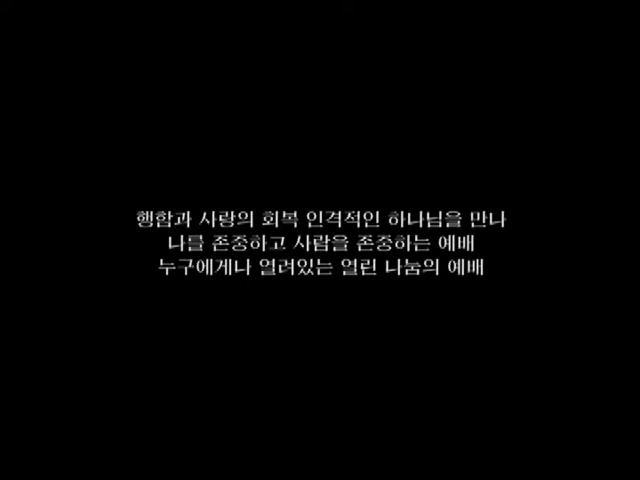 행함과 사랑의 회복 인격적인 하나님을 만나
나를 존중하고 사람을 존중하는 예배
누구에게나 열려있는 열린 나눔의 예배